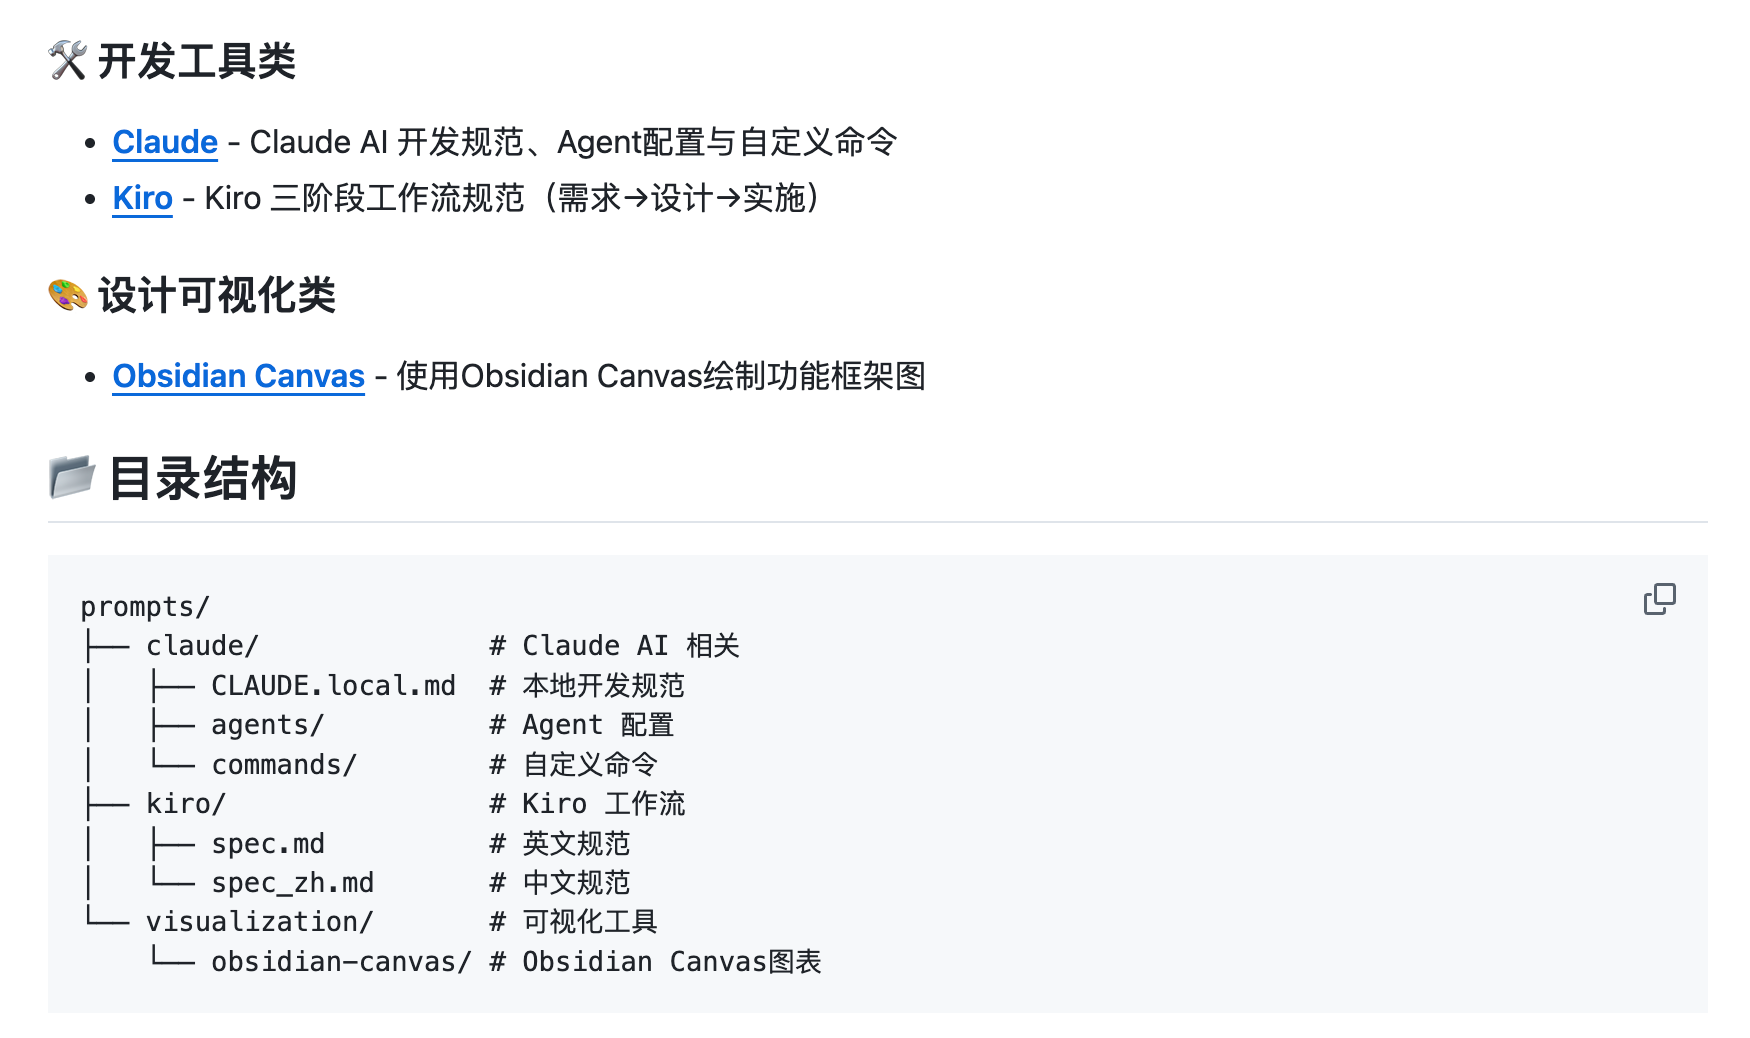 🛠️ 开发工具类
• Claude - Claude AI 开发规范、Agent配置与自定义命令
• Kiro - Kiro 三阶段工作流规范（需求→设计→实施）
🎨 设计可视化类
• Obsidian Canvas - 使用Obsidian Canvas绘制功能框架图
📂 目录结构
prompts/
├── claude/              # Claude AI 相关
│   ├── CLAUDE.local.md  # 本地开发规范
│   ├── agents/          # Agent 配置
│   └── commands/        # 自定义命令
├── kiro/                # Kiro 工作流
│   ├── spec.md          # 英文规范
│   └── spec_zh.md       # 中文规范
└── visualization/       # 可视化工具
    └── obsidian-canvas/ # Obsidian Canvas图表